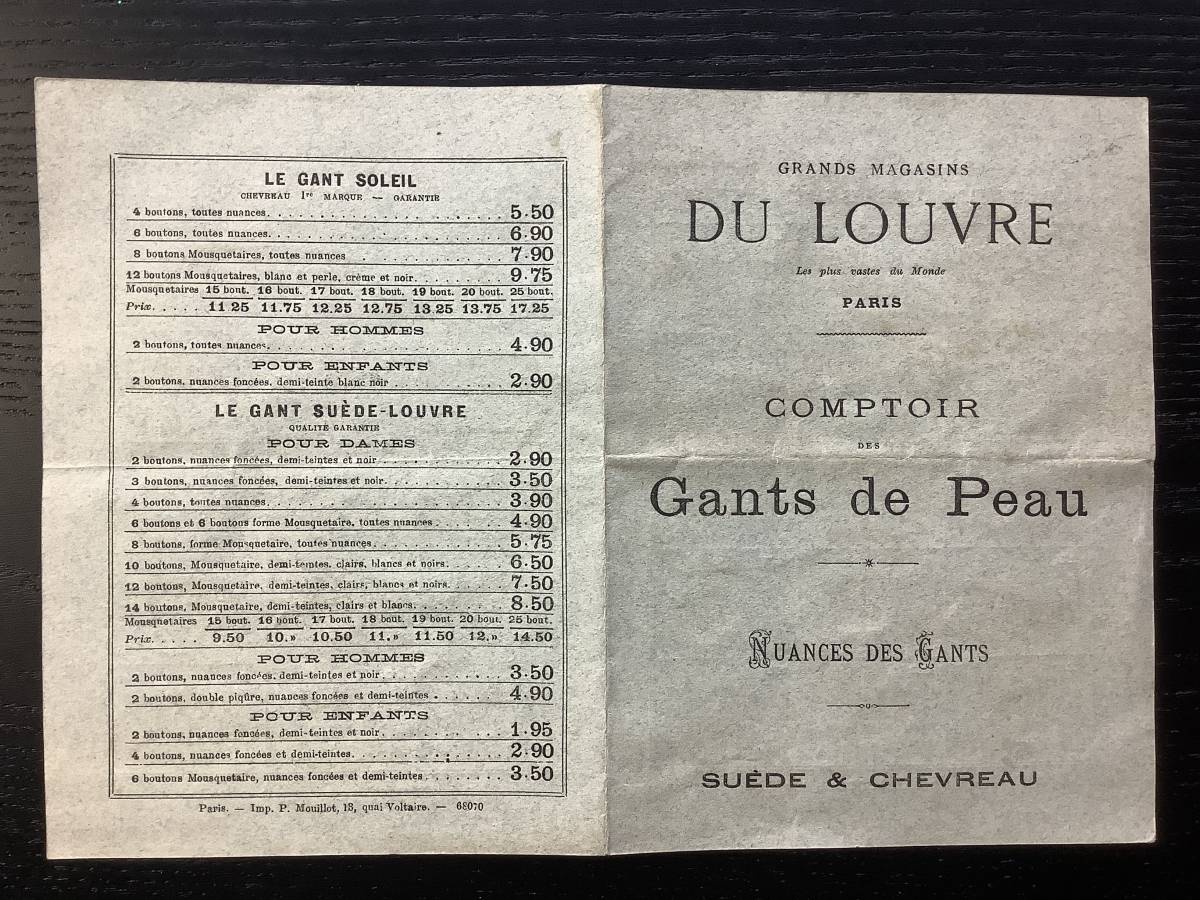 LE GANT SOLEIL
CHEVREAU 1re MARQUE — GARANTIE
4 boutons, toutes nuances. 5.50
6 boutons, toutes nuances. 6.90
8 boutons Mousquetaires, toutes nuances 7.90
12 boutons Mousquetaires, blanc et perle, crème et noir. 9.75
Mousquetaires 15 bout. 16 bout. 17 bout. 18 bout. 19 bout. 20 bout. 25 bout.
Prix. 11 25 11.75 12.25 12.75 13.25 13.75 17.25
POUR HOMMES
2 boutons, toutes nuances. 4.90
POUR ENFANTS
2 boutons, nuances foncées, demi-teinte blanc noir 2.90
LE GANT SUÈDE-LOUVRE
QUALITÉ GARANTIE
POUR DAMES
2 boutons, nuances foncées, demi-teintes et noir 2.90
3 boutons, nuances foncées, demi-teintes et noir. 3.50
4 boutons, toutes nuances. 3.90
6 boutons et 6 boutons forme Mousquetaire, toutes nuances 4.90
8 boutons, forme Mousquetaire, toutes nuances. 5.75
10 boutons, Mousquetaire, demi-teintes, clairs, blancs et noirs. 6.50
12 boutons, Mousquetaire, demi-teintes, clairs, blancs et noirs. 7.50
14 boutons, Mousquetaire, demi-teintes, clairs et blancs. 8.50
Mousquetaires 15 bout. 16 bout. 17 bout. 18 bout. 19 bout. 20 bout. 25 bout.
Prix. 9.50 10.» 10.50 11.» 11.50 12.» 14.50
POUR HOMMES
2 boutons, nuances foncées, demi-teintes et noir. 3.50
2 boutons, double piqûre, nuances foncées et demi-teintes 4.90
POUR ENFANTS
2 boutons, nuances foncées, demi-teintes et noir. 1.95
4 boutons, nuances foncées et demi-teintes. 2.90
6 boutons Mousquetaire, nuances foncées et demi-teintes. 3.50
Paris. — Imp. P. Mouillot, 13, quai Voltaire. — 68070
GRANDS MAGASINS
DU LOUVRE
Les plus vastes du Monde
PARIS
COMPTOIR
DES
Gants de Peau
NUANCES DES GANTS
SUÈDE & CHEVREAU